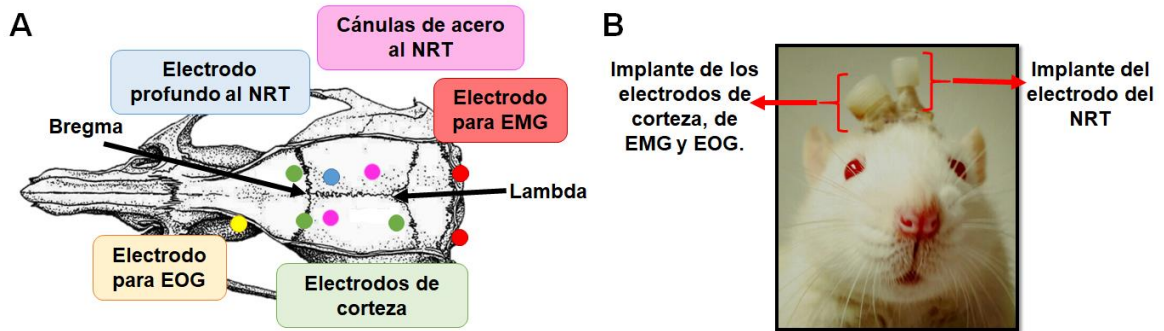 A
Cánulas de acero
al NRT
Electrodo
profundo al NRT
Electrodo
para EMG
Bregma
Lambda
Electrodo
para EOG
Electrodos de
corteza
B
Implante de los
electrodos de
corteza, de
EMG y EOG.
Implante del
electrodo del
NRT